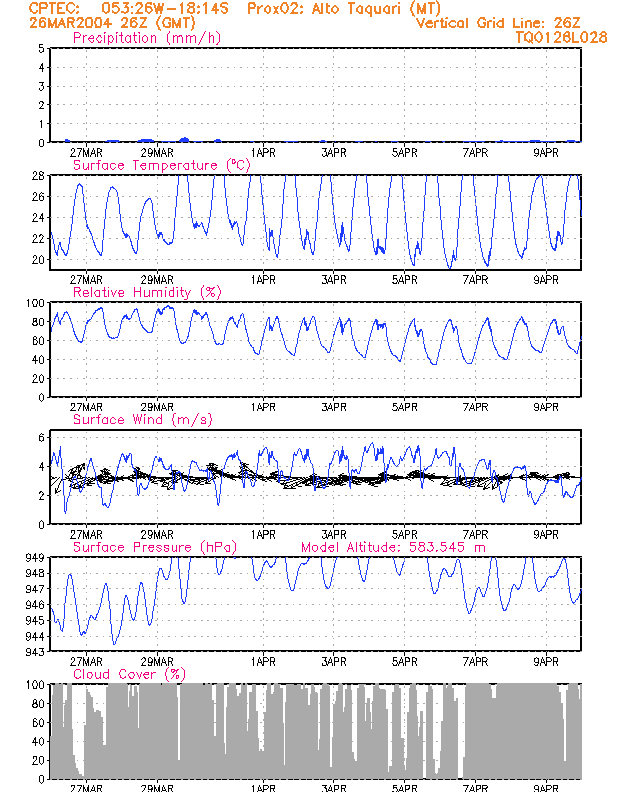 CPTEC: 053:26W-18:14S Prox02: Alto Taquari (MT)
26MAR2004 26Z (GMT) Vertical Grid Line: 26Z
Precipitation (mm/h) TQ0126L028
5
4
3
2
1
0
27MAR 29MAR 1APR 3APR 5APR 7APR 9APR
Surface Temperature (ºC)
28
26
24
22
20
27MAR 29MAR 1APR 3APR 5APR 7APR 9APR
Relative Humidity (%)
100
80
60
40
20
0
27MAR 29MAR 1APR 3APR 5APR 7APR 9APR
Surface Wind (m/s)
6
4
2
0
27MAR 29MAR 1APR 3APR 5APR 7APR 9APR
Surface Pressure (hPa) Model Altitude: 583.545 m
949
948
947
946
945
944
943
27MAR 29MAR 1APR 3APR 5APR 7APR 9APR
Cloud Cover (%)
100
80
60
40
20
0
27MAR 29MAR 1APR 3APR 5APR 7APR 9APR